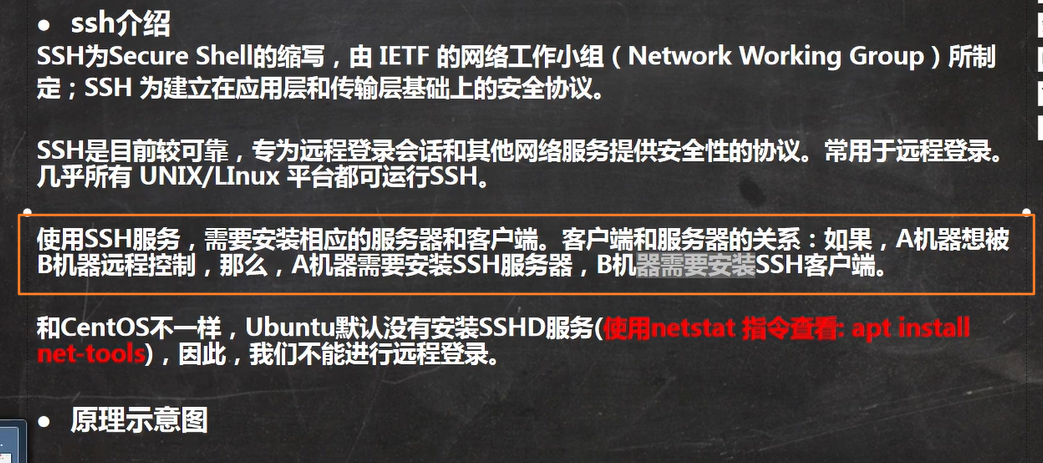 ● ssh介绍
SSH为Secure Shell的缩写，由 IETF 的网络工作小组（Network Working Group）所制
定；SSH 为建立在应用层和传输层基础上的安全协议。
SSH是目前较可靠，专为远程登录会话和其他网络服务提供安全性的协议。常用于远程登录。
几乎所有 UNIX/LInux 平台都可运行SSH。
使用SSH服务，需要安装相应的服务器和客户端。客户端和服务器的关系：如果，A机器想被
B机器远程控制，那么，A机器需要安装SSH服务器，B机器需要安装SSH客户端。
和CentOS不一样，Ubuntu默认没有安装SSHD服务(使用netstat 指令查看: apt install
net-tools)，因此，我们不能进行远程登录。
● 原理示意图